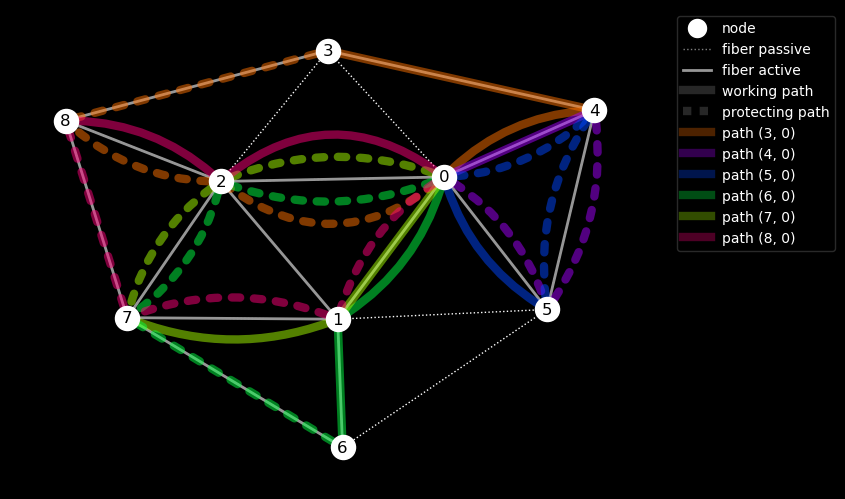 3
8
4
2
0
7
1
5
6
node
fiber passive
fiber active
working path
protecting path
path (3, 0)
path (4, 0)
path (5, 0)
path (6, 0)
path (7, 0)
path (8, 0)